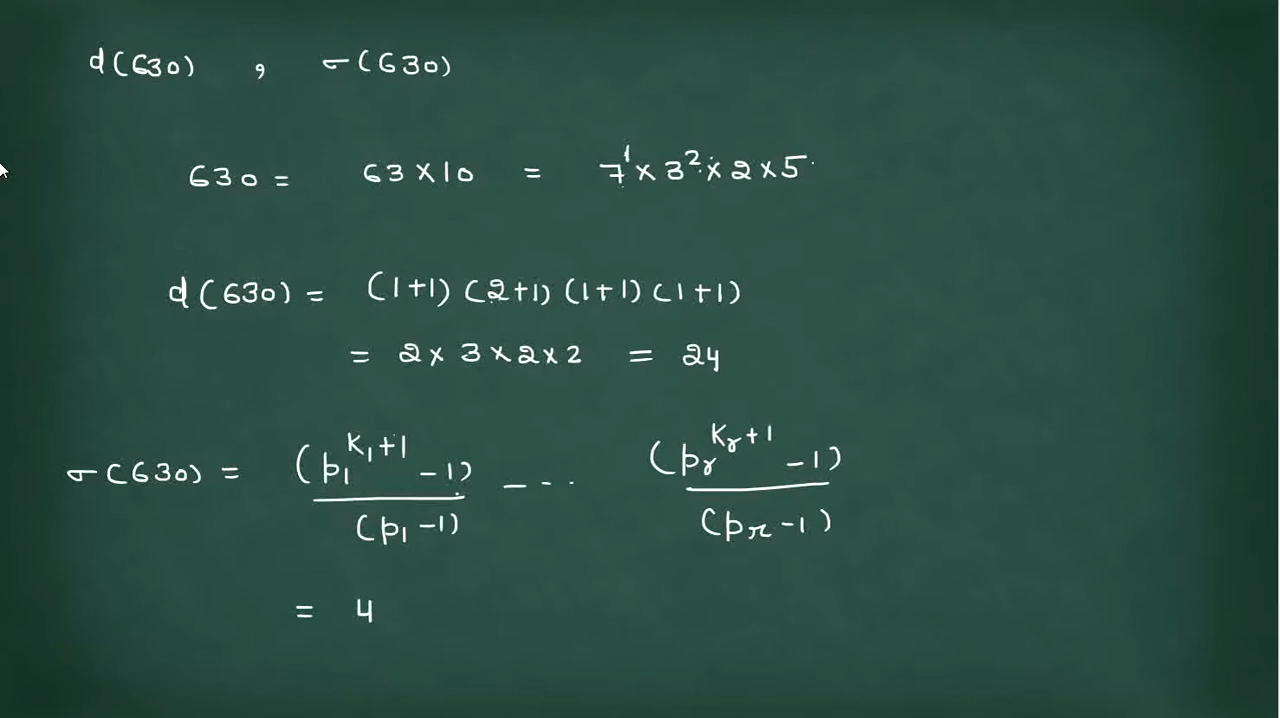 d(630) , σ(630)
630 = 63 × 10 = 7¹ × 3² × 2 × 5
d(630) = (1+1) (2+1) (1+1) (1+1)
= 2 × 3 × 2 × 2 = 24
σ(630) = (p₁^(k₁+1) − 1)/(p₁ − 1) − - - · (pᵣ^(kᵣ+1) − 1)/(pᵣ − 1)
= 4